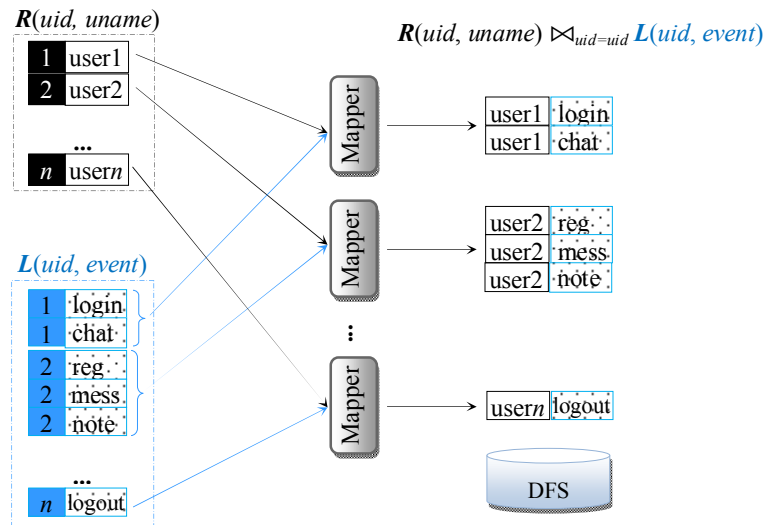 R(uid, uname)
1 user1
2 user2
...
n usern
L(uid, event)
1 login
1 chat
2 reg
2 mess
2 note
...
n logout
Mapper
Mapper
...
Mapper
R(uid, uname) ⋈uid=uid L(uid, event)
user1 login
user1 chat
user2 reg
user2 mess
user2 note
usern logout
DFS